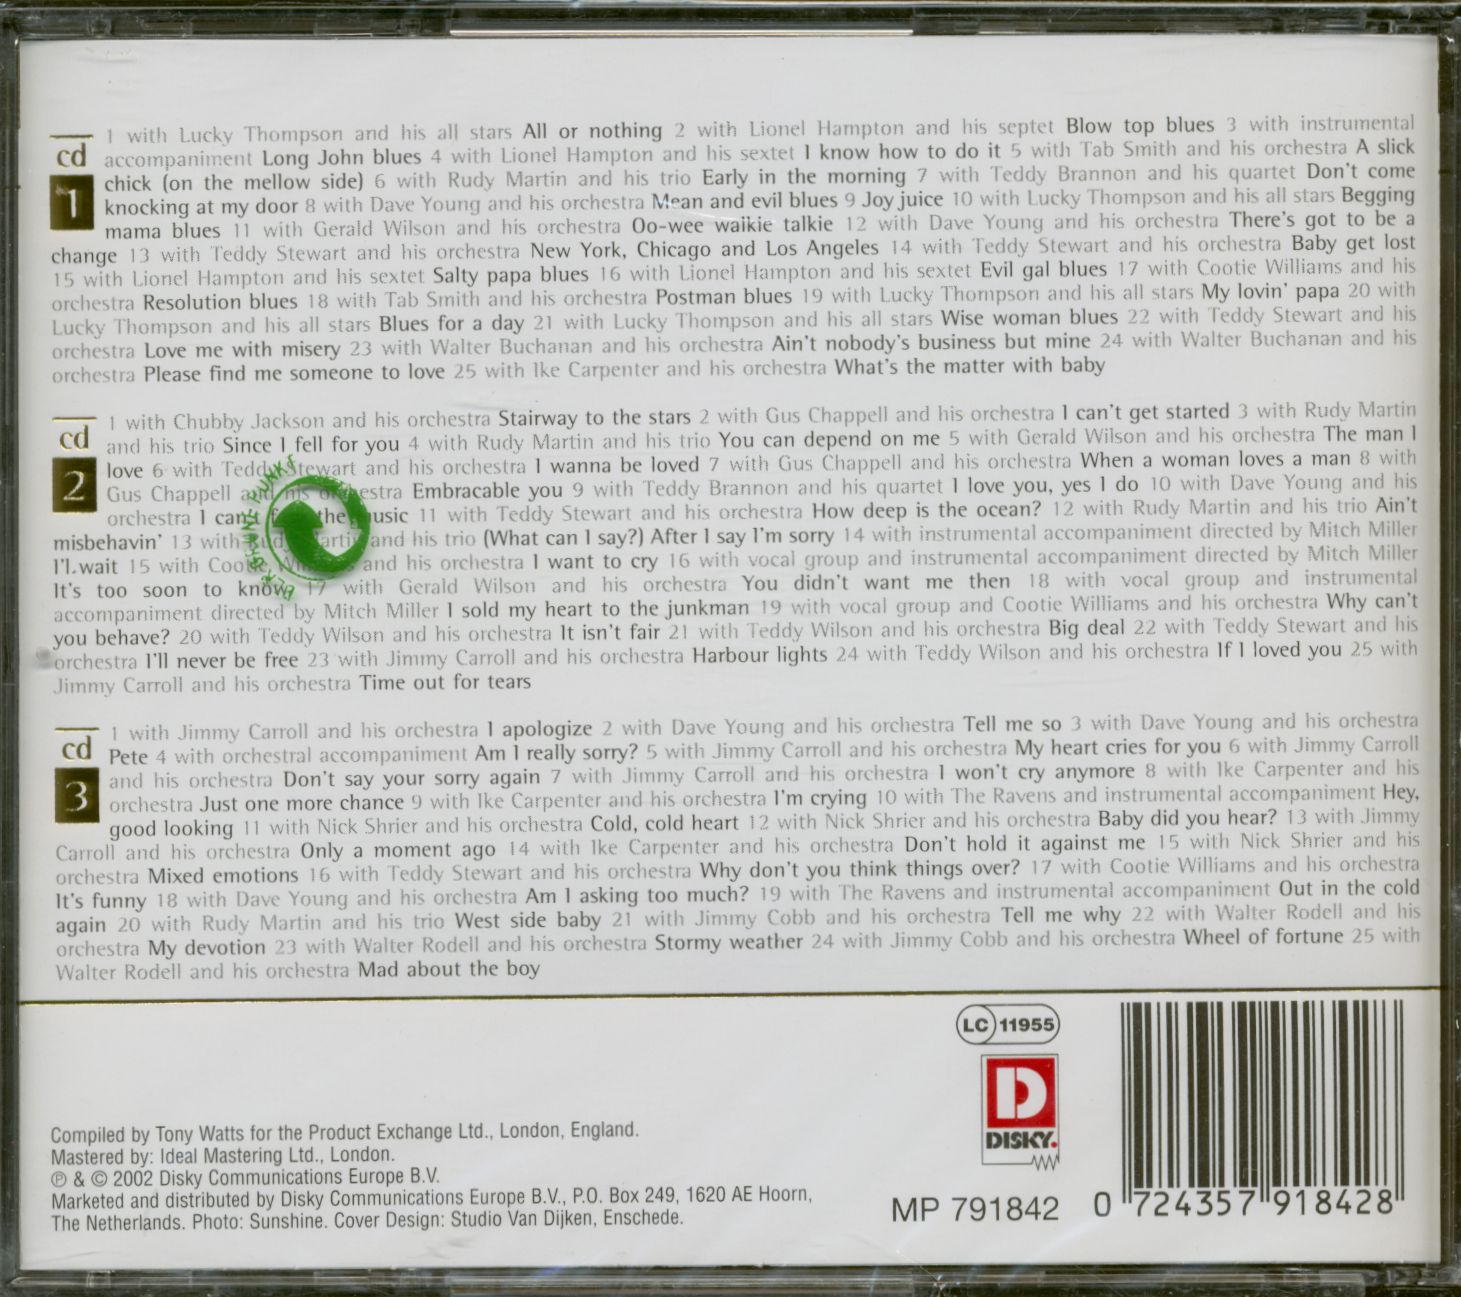 1 with Lucky Thompson and his all stars All or nothing 2 with Lionel Hampton and his septet Blow top blues 3 with instrumental
cd accompaniment Long John blues 4 with Lionel Hampton and his sextet I know how to do it 5 with Tab Smith and his orchestra A slick
chick (on the mellow side) 6 with Rudy Martin and his trio Early in the morning 7 with Teddy Brannon and his quartet Don't come
1 knocking at my door 8 with Dave Young and his orchestra Mean and evil blues 9 Joy juice 10 with Lucky Thompson and his all stars Begging
mama blues 11 with Gerald Wilson and his orchestra Oo-wee walkie talkie 12 with Dave Young and his orchestra There's got to be a
change 13 with Teddy Stewart and his orchestra New York, Chicago and Los Angeles 14 with Teddy Stewart and his orchestra Baby get lost
15 with Lionel Hampton and his sextet Salty papa blues 16 with Lionel Hampton and his sextet Evil gal blues 17 with Cootie Williams and his
orchestra Resolution blues 18 with Tab Smith and his orchestra Postman blues 19 with Lucky Thompson and his all stars My lovin' papa 20 with
Lucky Thompson and his all stars Blues for a day 21 with Lucky Thompson and his all stars Wise woman blues 22 with Teddy Stewart and his
orchestra Love me with misery 23 with Walter Buchanan and his orchestra Ain't nobody's business but mine 24 with Walter Buchanan and his
orchestra Please find me someone to love 25 with Ike Carpenter and his orchestra What's the matter with baby
1 with Chubby Jackson and his orchestra Stairway to the stars 2 with Gus Chappell and his orchestra I can't get started 3 with Rudy Martin
cd and his trio Since I fell for you 4 with Rudy Martin and his trio You can depend on me 5 with Gerald Wilson and his orchestra The man I
love 6 with Teddy Stewart and his orchestra I wanna be loved 7 with Gus Chappell and his orchestra When a woman loves a man 8 with
2 Gus Chappell and his orchestra Embracable you 9 with Teddy Brannon and his quartet I love you, yes I do 10 with Dave Young and his
orchestra I can't the music 11 with Teddy Stewart and his orchestra How deep is the ocean? 12 with Rudy Martin and his trio Ain't
misbehavin' 13 with Rudy Martin and his trio (What can I say?) After I say I'm sorry 14 with instrumental accompaniment directed by Mitch Miller
I'l.wait 15 with Cootie Williams and his orchestra I want to cry 16 with vocal group and instrumental accompaniment directed by Mitch Miller
It's too soon to know 17 with Gerald Wilson and his orchestra You didn't want me then 18 with vocal group and instrumental
accompaniment directed by Mitch Miller I sold my heart to the junkman 19 with vocal group and Cootie Williams and his orchestra Why can't
you behave? 20 with Teddy Wilson and his orchestra It isn't fair 21 with Teddy Wilson and his orchestra Big deal 22 with Teddy Stewart and his
orchestra I'll never be free 23 with Jimmy Carroll and his orchestra Harbour lights 24 with Teddy Wilson and his orchestra If I loved you 25 with
Jimmy Carroll and his orchestra Time out for tears
DER GRÜNE PUNKT
1 with Jimmy Carroll and his orchestra I apologize 2 with Dave Young and his orchestra Tell me so 3 with Dave Young and his orchestra
cd Pete 4 with orchestral accompaniment Am I really sorry? 5 with Jimmy Carroll and his orchestra My heart cries for you 6 with Jimmy Carroll
and his orchestra Don't say your sorry again 7 with Jimmy Carroll and his orchestra I won't cry anymore 8 with Ike Carpenter and his
3 orchestra Just one more chance 9 with Ike Carpenter and his orchestra I'm crying 10 with The Ravens and instrumental accompaniment Hey,
good looking 11 with Nick Shrier and his orchestra Cold, cold heart 12 with Nick Shrier and his orchestra Baby did you hear? 13 with Jimmy
Carroll and his orchestra Only a moment ago 14 with Ike Carpenter and his orchestra Don't hold it against me 15 with Nick Shrier and his
orchestra Mixed emotions 16 with Teddy Stewart and his orchestra Why don't you think things over? 17 with Cootie Williams and his orchestra
It's funny 18 with Dave Young and his orchestra Am I asking too much? 19 with The Ravens and instrumental accompaniment Out in the cold
again 20 with Rudy Martin and his trio West side baby 21 with Jimmy Cobb and his orchestra Tell me why 22 with Walter Rodell and his
orchestra My devotion 23 with Walter Rodell and his orchestra Stormy weather 24 with Jimmy Cobb and his orchestra Wheel of fortune 25 with
Walter Rodell and his orchestra Mad about the boy
LC 11955
D
DISKY.
Compiled by Tony Watts for the Product Exchange Ltd., London, England.
Mastered by: Ideal Mastering Ltd., London.
℗ & © 2002 Disky Communications Europe B.V.
Marketed and distributed by Disky Communications Europe B.V., P.O. Box 249, 1620 AE Hoorn,
The Netherlands. Photo: Sunshine. Cover Design: Studio Van Dijken, Enschede.
MP 791842
0 724357 918428